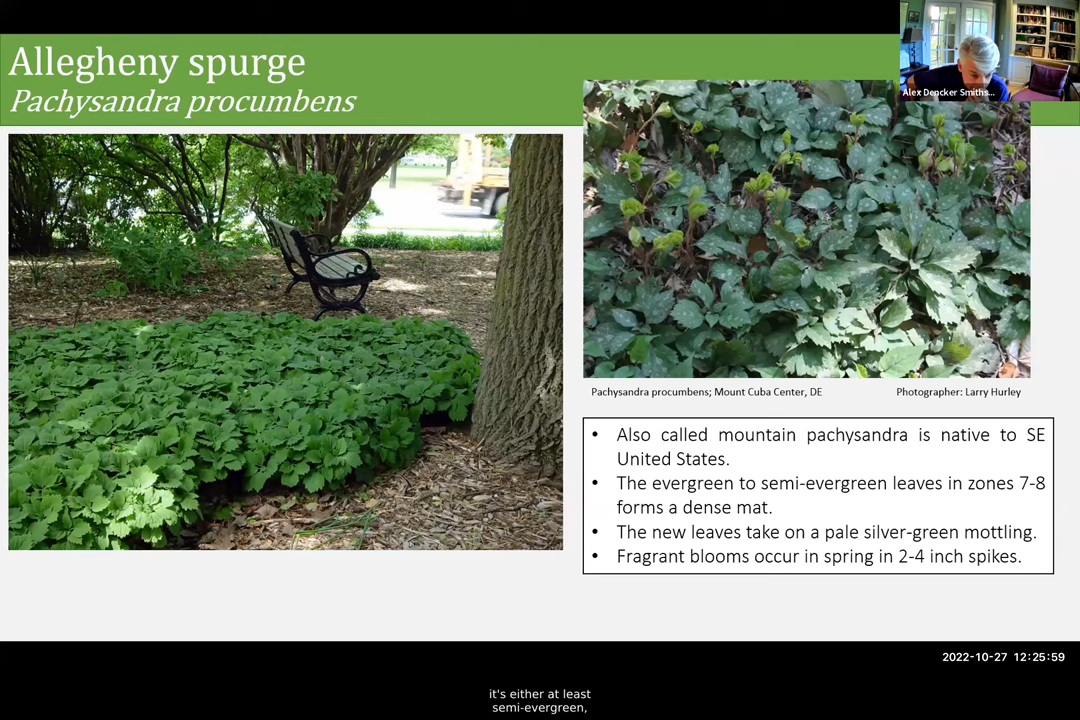 Allegheny spurge
Pachysandra procumbens
Alex Dencker Smiths...
Pachysandra procumbens; Mount Cuba Center, DE
Photographer: Larry Hurley
• Also called mountain pachysandra is native to SE
United States.
• The evergreen to semi-evergreen leaves in zones 7-8
forms a dense mat.
• The new leaves take on a pale silver-green mottling.
• Fragrant blooms occur in spring in 2-4 inch spikes.
2022-10-27 12:25:59
it's either at least
semi-evergreen,